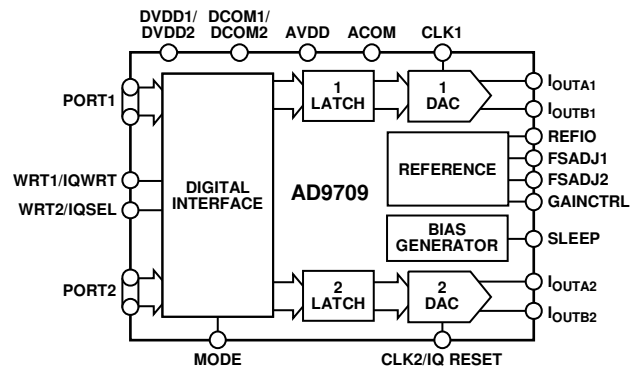 DVDD1/
DVDD2
DCOM1/
DCOM2
AVDD
ACOM
CLK1
PORT1
WRT1/IQWRT
WRT2/IQSEL
PORT2
DIGITAL
INTERFACE
1
LATCH
1
DAC
IOUTA1
IOUTB1
REFERENCE
REFIO
FSADJ1
FSADJ2
GAINCTRL
AD9709
BIAS
GENERATOR
SLEEP
2
LATCH
2
DAC
IOUTA2
IOUTB2
MODE
CLK2/IQ RESET